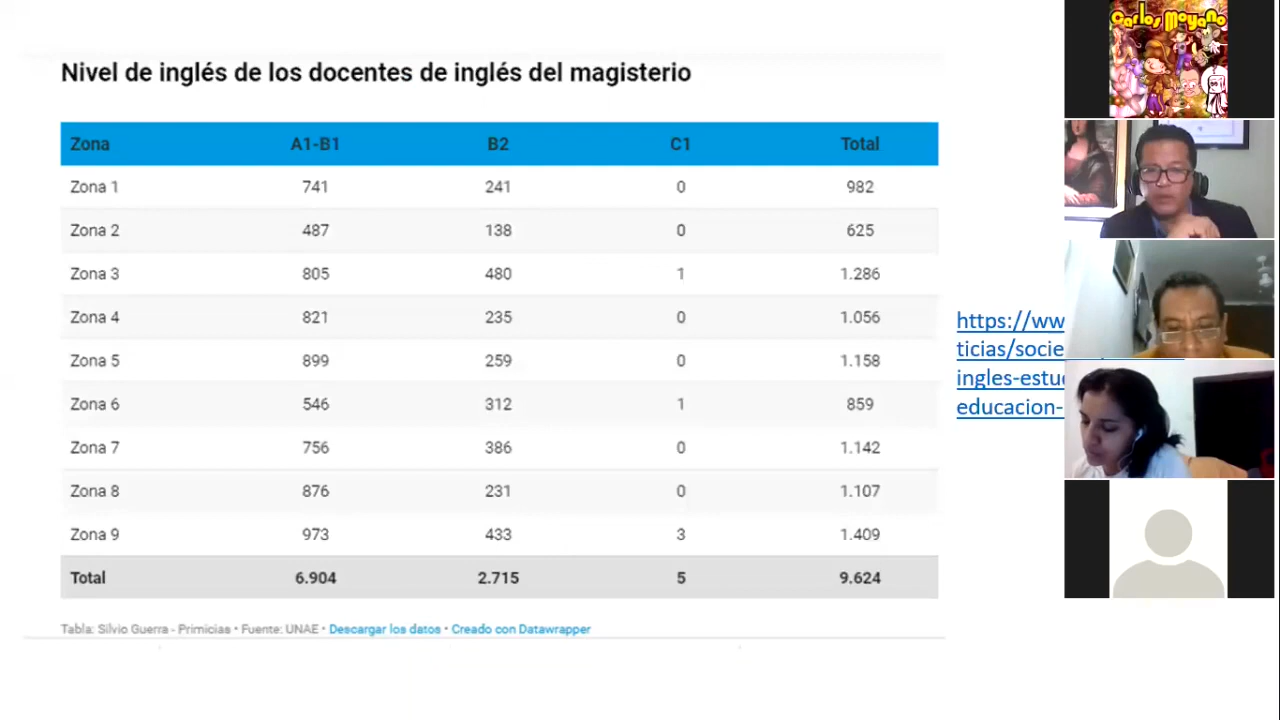 Nivel de inglés de los docentes de inglés del magisterio
Zona A1-B1 B2 C1 Total
Zona 1 741 241 0 982
Zona 2 487 138 0 625
Zona 3 805 480 1 1.286
Zona 4 821 235 0 1.056
Zona 5 899 259 0 1.158
Zona 6 546 312 1 859
Zona 7 756 386 0 1.142
Zona 8 876 231 0 1.107
Zona 9 973 433 3 1.409
Total 6.904 2.715 5 9.624
Tabla: Silvio Guerra - Primicias • Fuente: UNAE • Descargar los datos • Creado con Datawrapper
https://ww
ticias/socie
ingles-estu
educacion-
Carlos Moyano